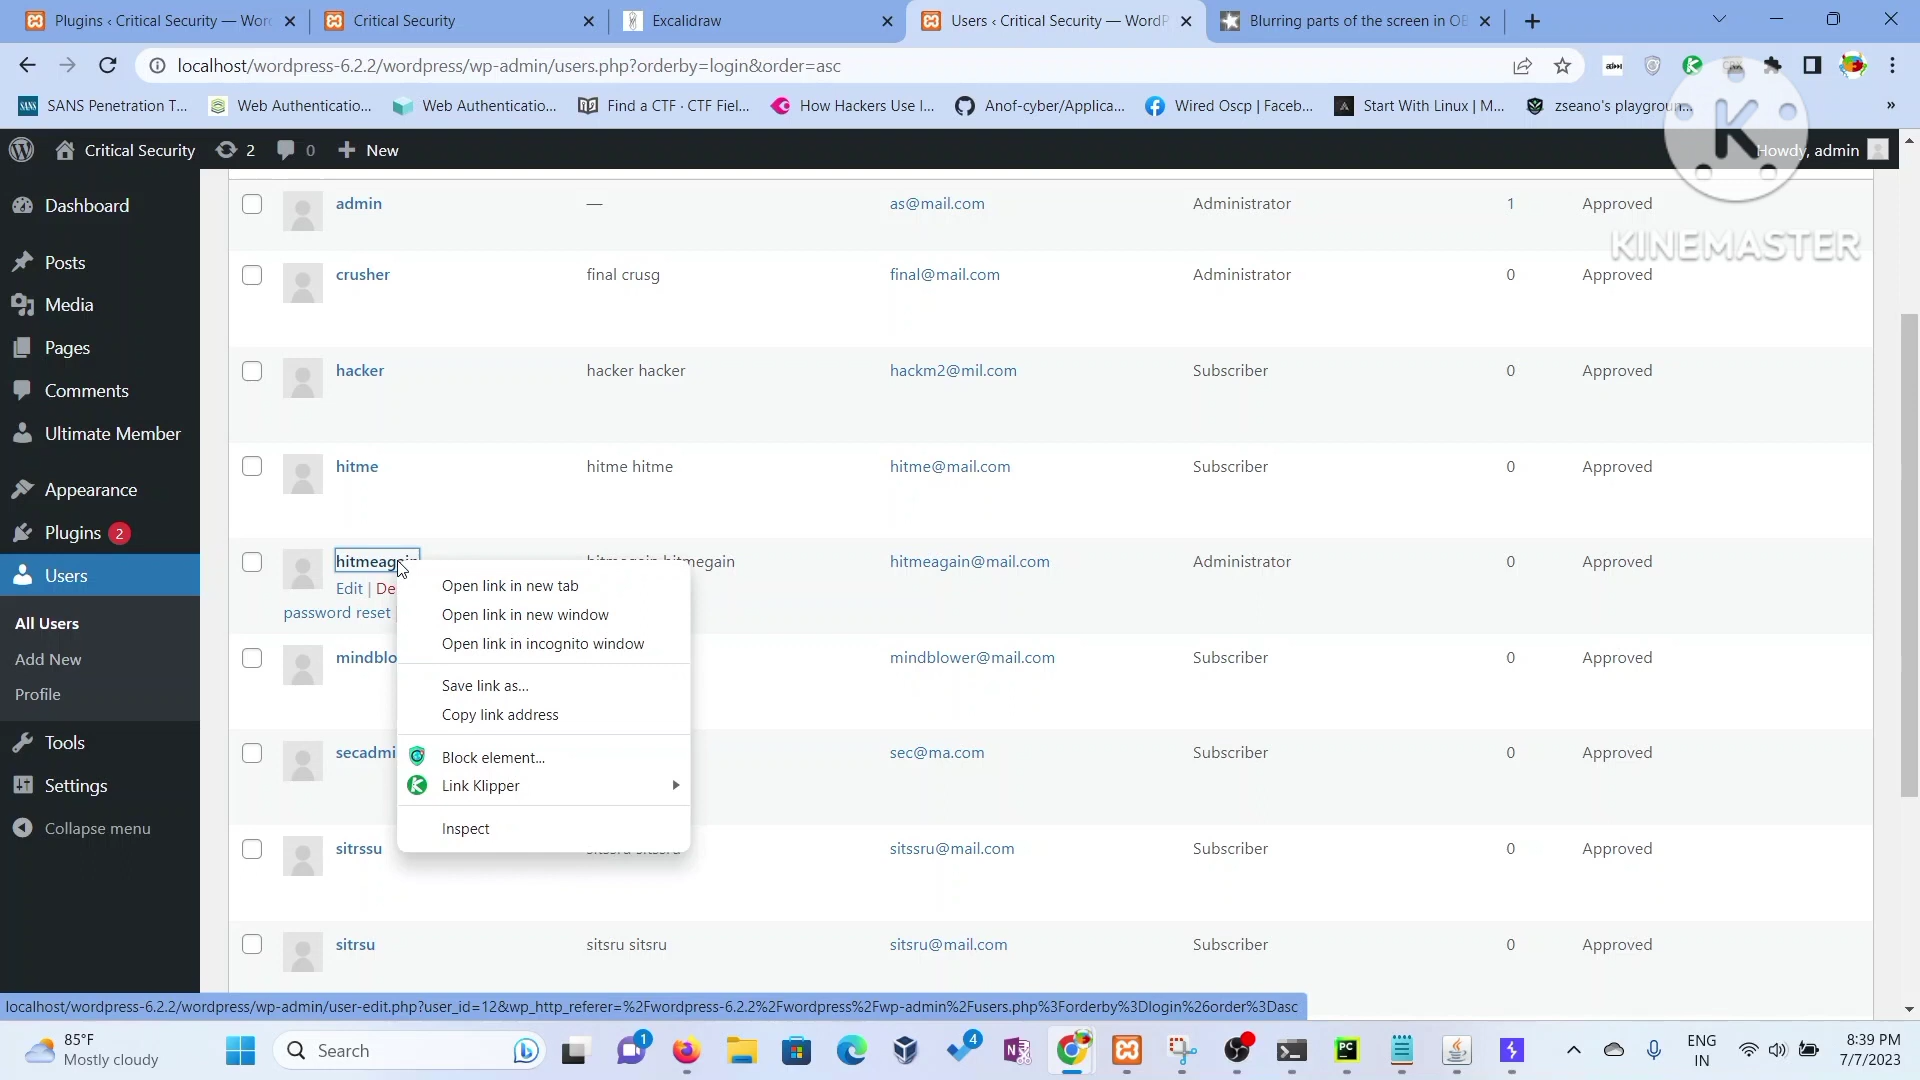 Plugins ‹ Critical Security — Wor
Critical Security
Excalidraw
Users ‹ Critical Security — WordP
Blurring parts of the screen in OB
localhost/wordpress-6.2.2/wordpress/wp-admin/users.php?orderby=login&order=asc
SANS Penetration T...
Web Authenticatio...
Web Authenticatio...
Find a CTF · CTF Fiel...
How Hackers Use I...
Anof-cyber/Applica...
Wired Oscp | Faceb...
Start With Linux | M...
zseano's playgroun...
»
Critical Security
2
0
New
Howdy, admin
K
KINEMASTER
Dashboard
Posts
Media
Pages
Comments
Ultimate Member
Appearance
Plugins 2
Users
All Users
Add New
Profile
Tools
Settings
Collapse menu
admin — as@mail.com Administrator 1 Approved
crusher final crusg final@mail.com Administrator 0 Approved
hacker hacker hacker hackm2@mil.com Subscriber 0 Approved
hitme hitme hitme hitme@mail.com Subscriber 0 Approved
hitmeagain hitmeagain hitmegain hitmeagain@mail.com Administrator 0 Approved
Edit | De
password reset
mindblo mindblower@mail.com Subscriber 0 Approved
secadmi sec@ma.com Subscriber 0 Approved
sitrssu sitssru@mail.com Subscriber 0 Approved
sitrsu sitsru sitsru sitsru@mail.com Subscriber 0 Approved
Open link in new tab
Open link in new window
Open link in incognito window
Save link as...
Copy link address
Block element...
Link Klipper
Inspect
localhost/wordpress-6.2.2/wordpress/wp-admin/user-edit.php?user_id=12&wp_http_referer=%2Fwordpress-6.2.2%2Fwordpress%2Fwp-admin%2Fusers.php%3Forderby%3Dlogin%26order%3Dasc
85°F
Mostly cloudy
Search
1
4
PC
ENG
IN
8:39 PM
7/7/2023